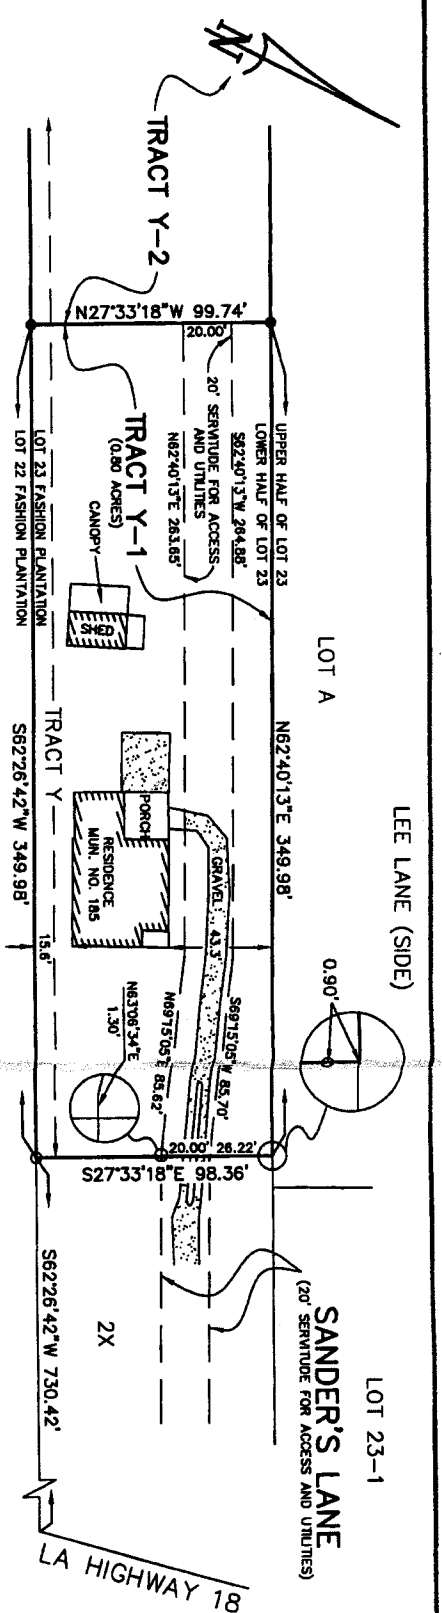 N
TRACT Y-2
N27°33'18"W 99.74'
20.00'
UPPER HALF OF LOT 23
LOWER HALF OF LOT 23
S62°40'13"W 264.88'
20' SERVITUDE FOR ACCESS
AND UTILITIES
N62°40'13"E 263.65'
TRACT Y-1
(0.80 ACRES)
LOT 23 FASHION PLANTATION
LOT 22 FASHION PLANTATION
CANOPY
SHED
LOT A
LEE LANE (SIDE)
N62°40'13"E 349.98'
TRACT Y
S62°26'42"W 349.98'
PORCH
RESIDENCE
MUN. NO. 185
GRAVEL
43.3'
15.6'
0.90'
S69°15'05"W 85.70'
N69°15'05"E 85.62'
N63°06'34"E
1.30'
20.00' 26.22'
S27°33'18"E 98.36'
S62°26'42"W 730.42'
2X
SANDER'S LANE
(20' SERVITUDE FOR ACCESS AND UTILITIES)
LOT 23-1
LA HIGHWAY 18